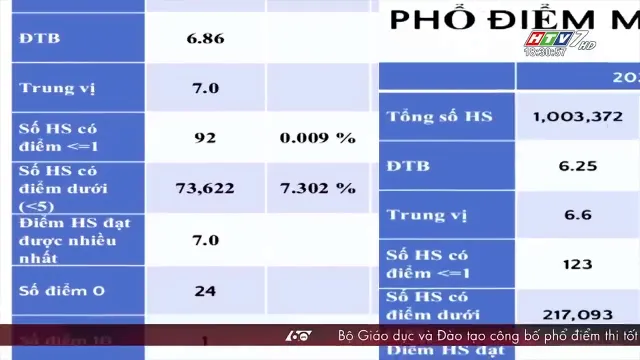 ĐTB 6.86
Trung vị 7.0
Số HS có
điểm <=1 92 0.009 %
Số HS có
điểm dưới
(<5) 73,622 7.302 %
Điểm HS đạt
được nhiều
nhất 7.0
Số điểm 0 24
Số điểm 10 1
PHỔ ĐIỂM M
HTV7 HD
18:30:57
202
Tổng số HS 1,003,372
ĐTB 6.25
Trung vị 6.6
Số HS có
điểm <=1 123
Số HS có
điểm dưới 217,093
Điểm HS đạt
60 Bộ Giáo dục và Đào tạo công bố phổ điểm thi tốt